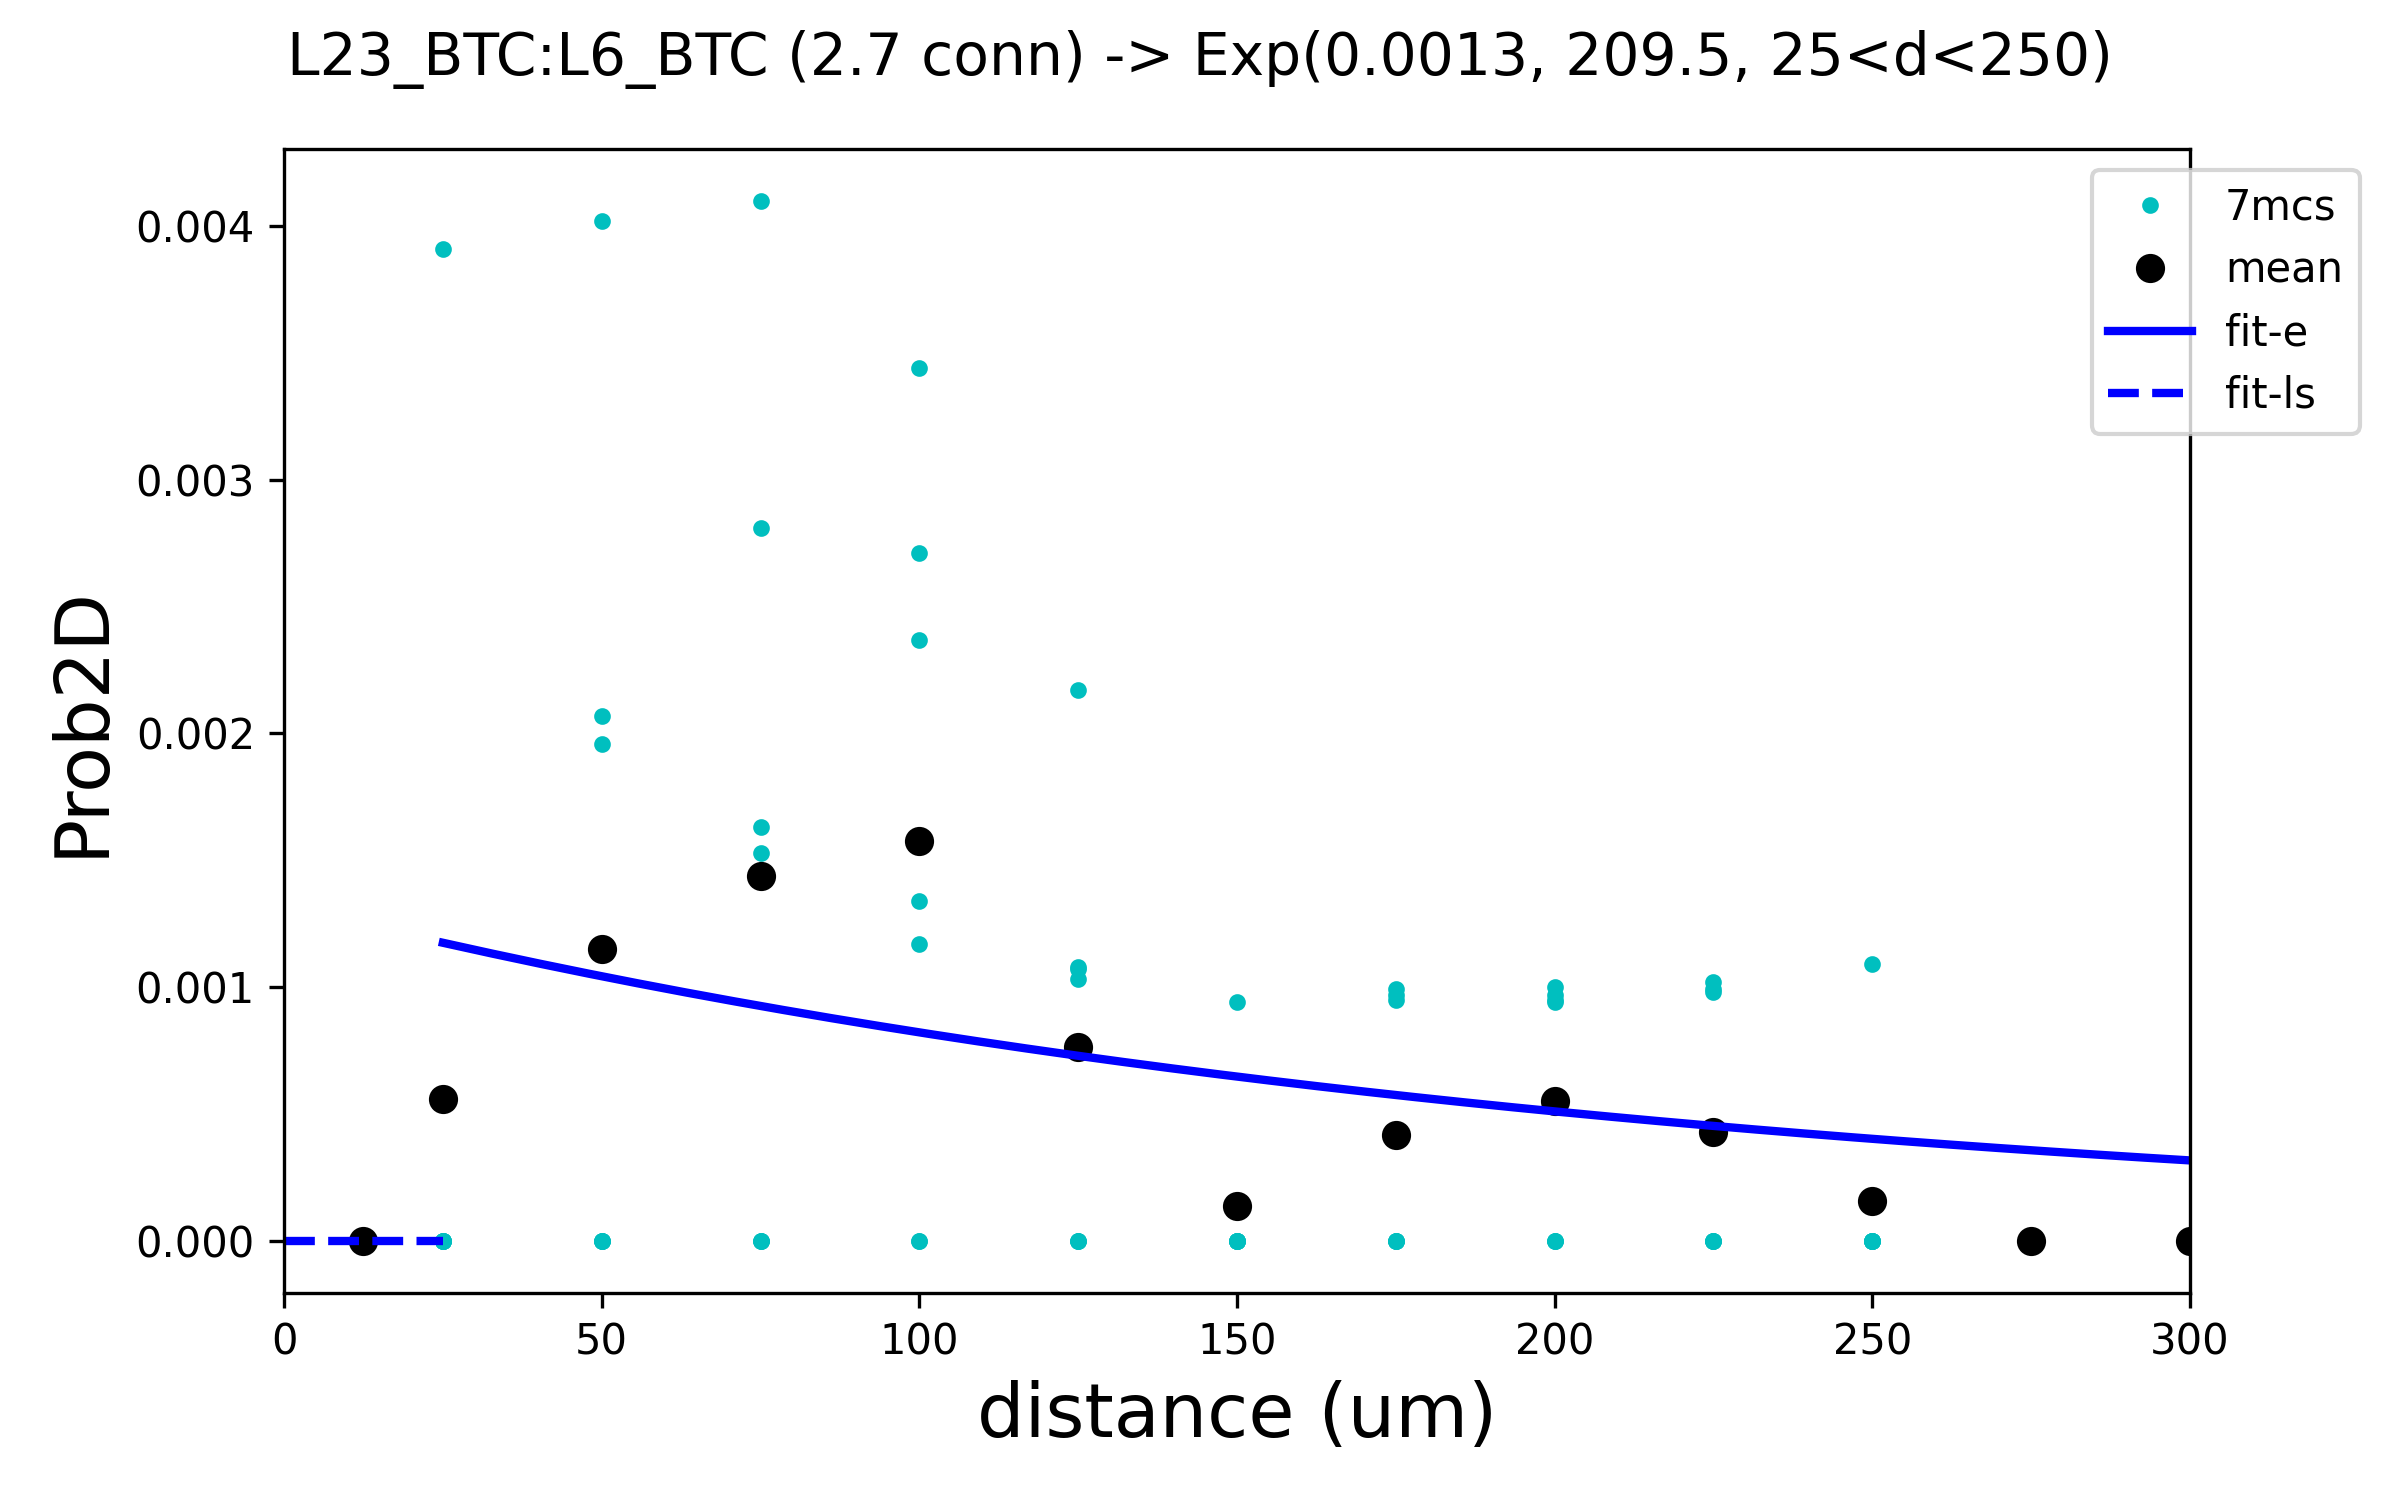 L23_BTC:L6_BTC (2.7 conn) -> Exp(0.0013, 209.5, 25<d<250)
7mcs
mean
fit-e
fit-ls
0.004
0.003
0.002
0.001
0.000
Prob2D
0 50 100 150 200 250 300
distance (um)